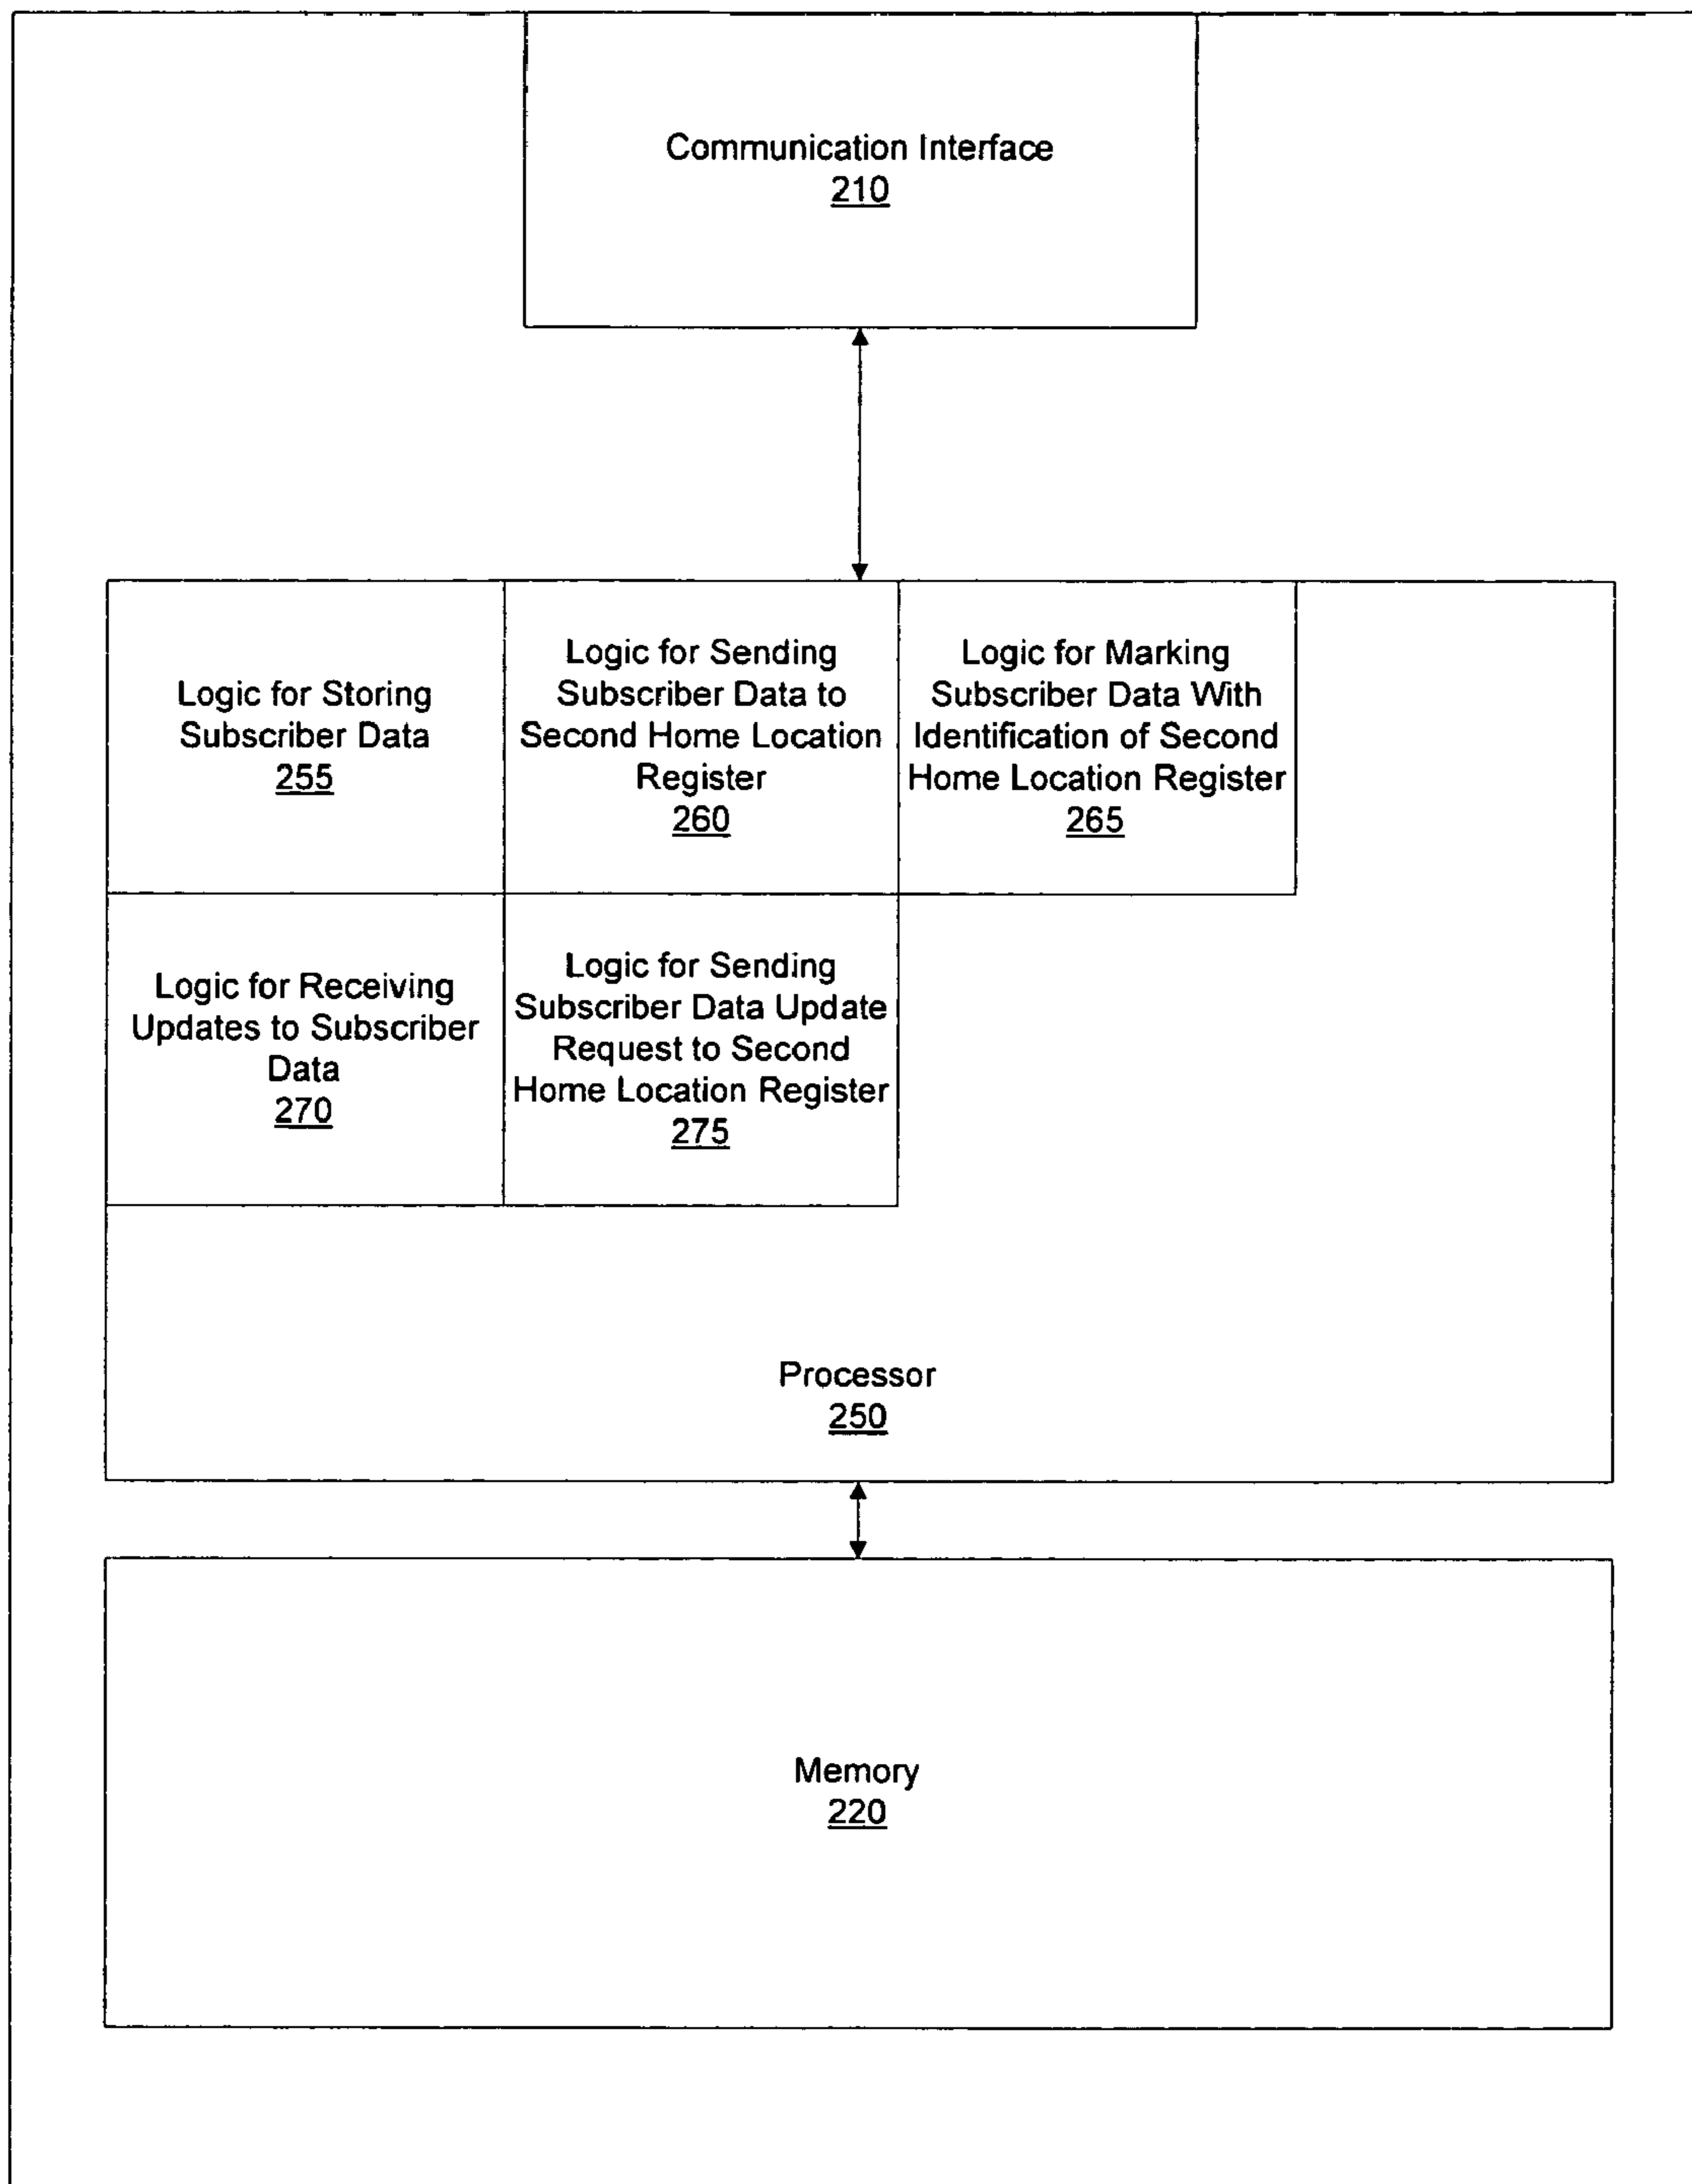 Communication Interface
210
Logic for Storing
Subscriber Data
255
Logic for Sending
Subscriber Data to
Second Home Location
Register
260
Logic for Marking
Subscriber Data With
Identification of Second
Home Location Register
265
Logic for Receiving
Updates to Subscriber
Data
270
Logic for Sending
Subscriber Data Update
Request to Second
Home Location Register
275
Processor
250
Memory
220